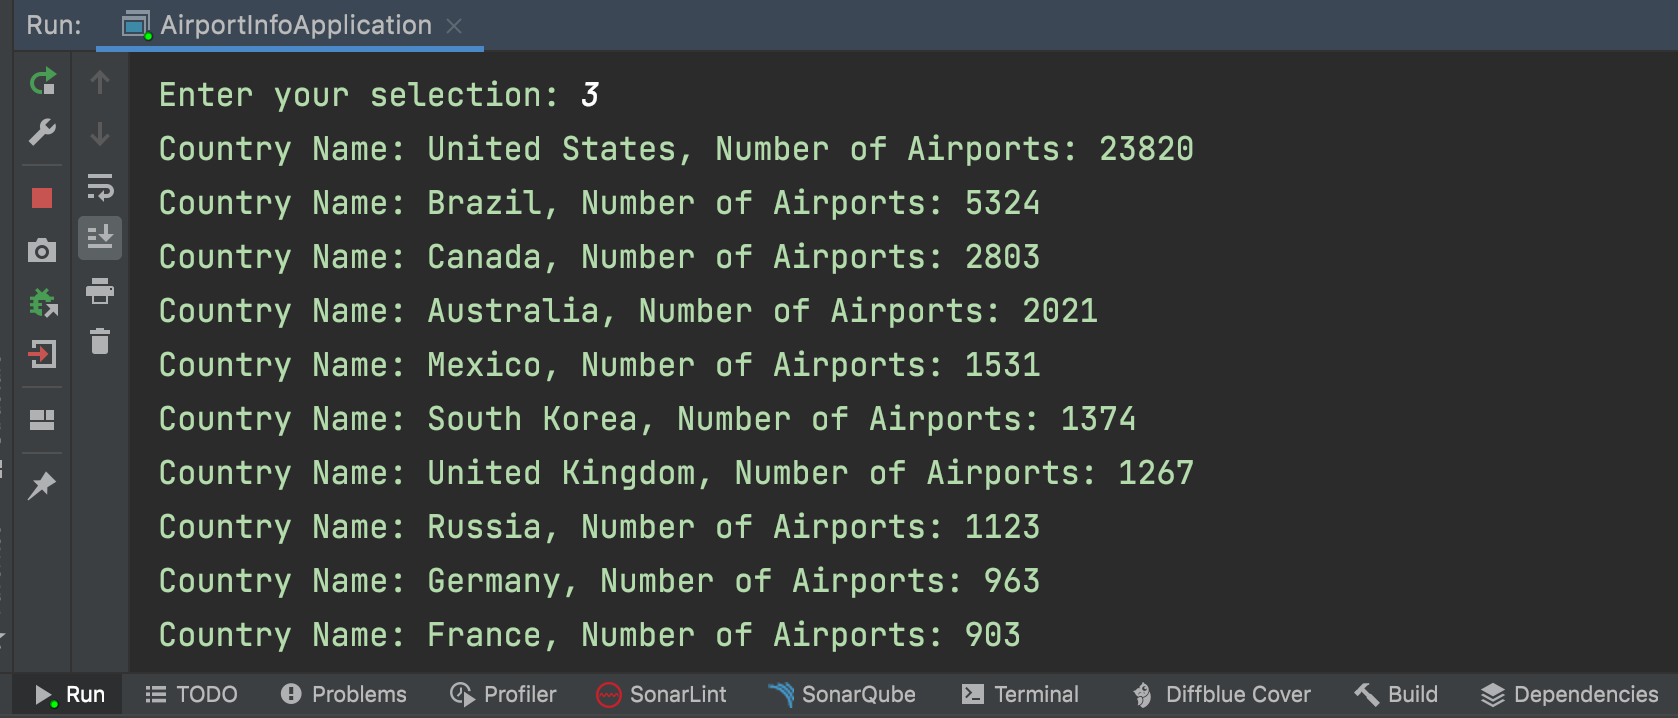 Run: AirportInfoApplication
Enter your selection: 3
Country Name: United States, Number of Airports: 23820
Country Name: Brazil, Number of Airports: 5324
Country Name: Canada, Number of Airports: 2803
Country Name: Australia, Number of Airports: 2021
Country Name: Mexico, Number of Airports: 1531
Country Name: South Korea, Number of Airports: 1374
Country Name: United Kingdom, Number of Airports: 1267
Country Name: Russia, Number of Airports: 1123
Country Name: Germany, Number of Airports: 963
Country Name: France, Number of Airports: 903
Run TODO Problems Profiler SonarLint SonarQube Terminal Diffblue Cover Build Dependencies